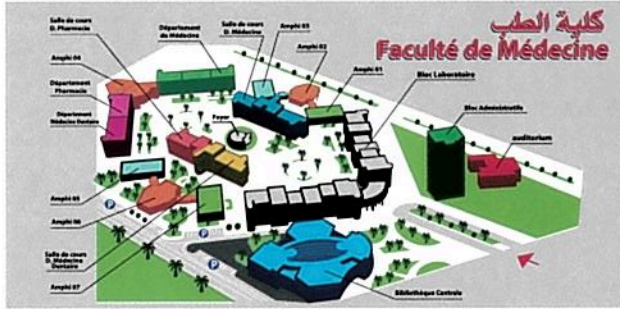 كلية الطب
Faculté de Médecine
Salle de cours
D. Pharmacie
Département
de Médecine
Salle de cours
D. Médecine
Amphi 03
Amphi 02
Amphi 01
Bloc Laboratoire
Amphi 04
Département
Pharmacie
Département
Médecine Dentaire
Foyer
Bloc Administratife
auditorium
Amphi 05
Amphi 06
Salle de cours
D. Médecine
Dentaire
Amphi 07
P
P
P
Bibliothèque Centrale